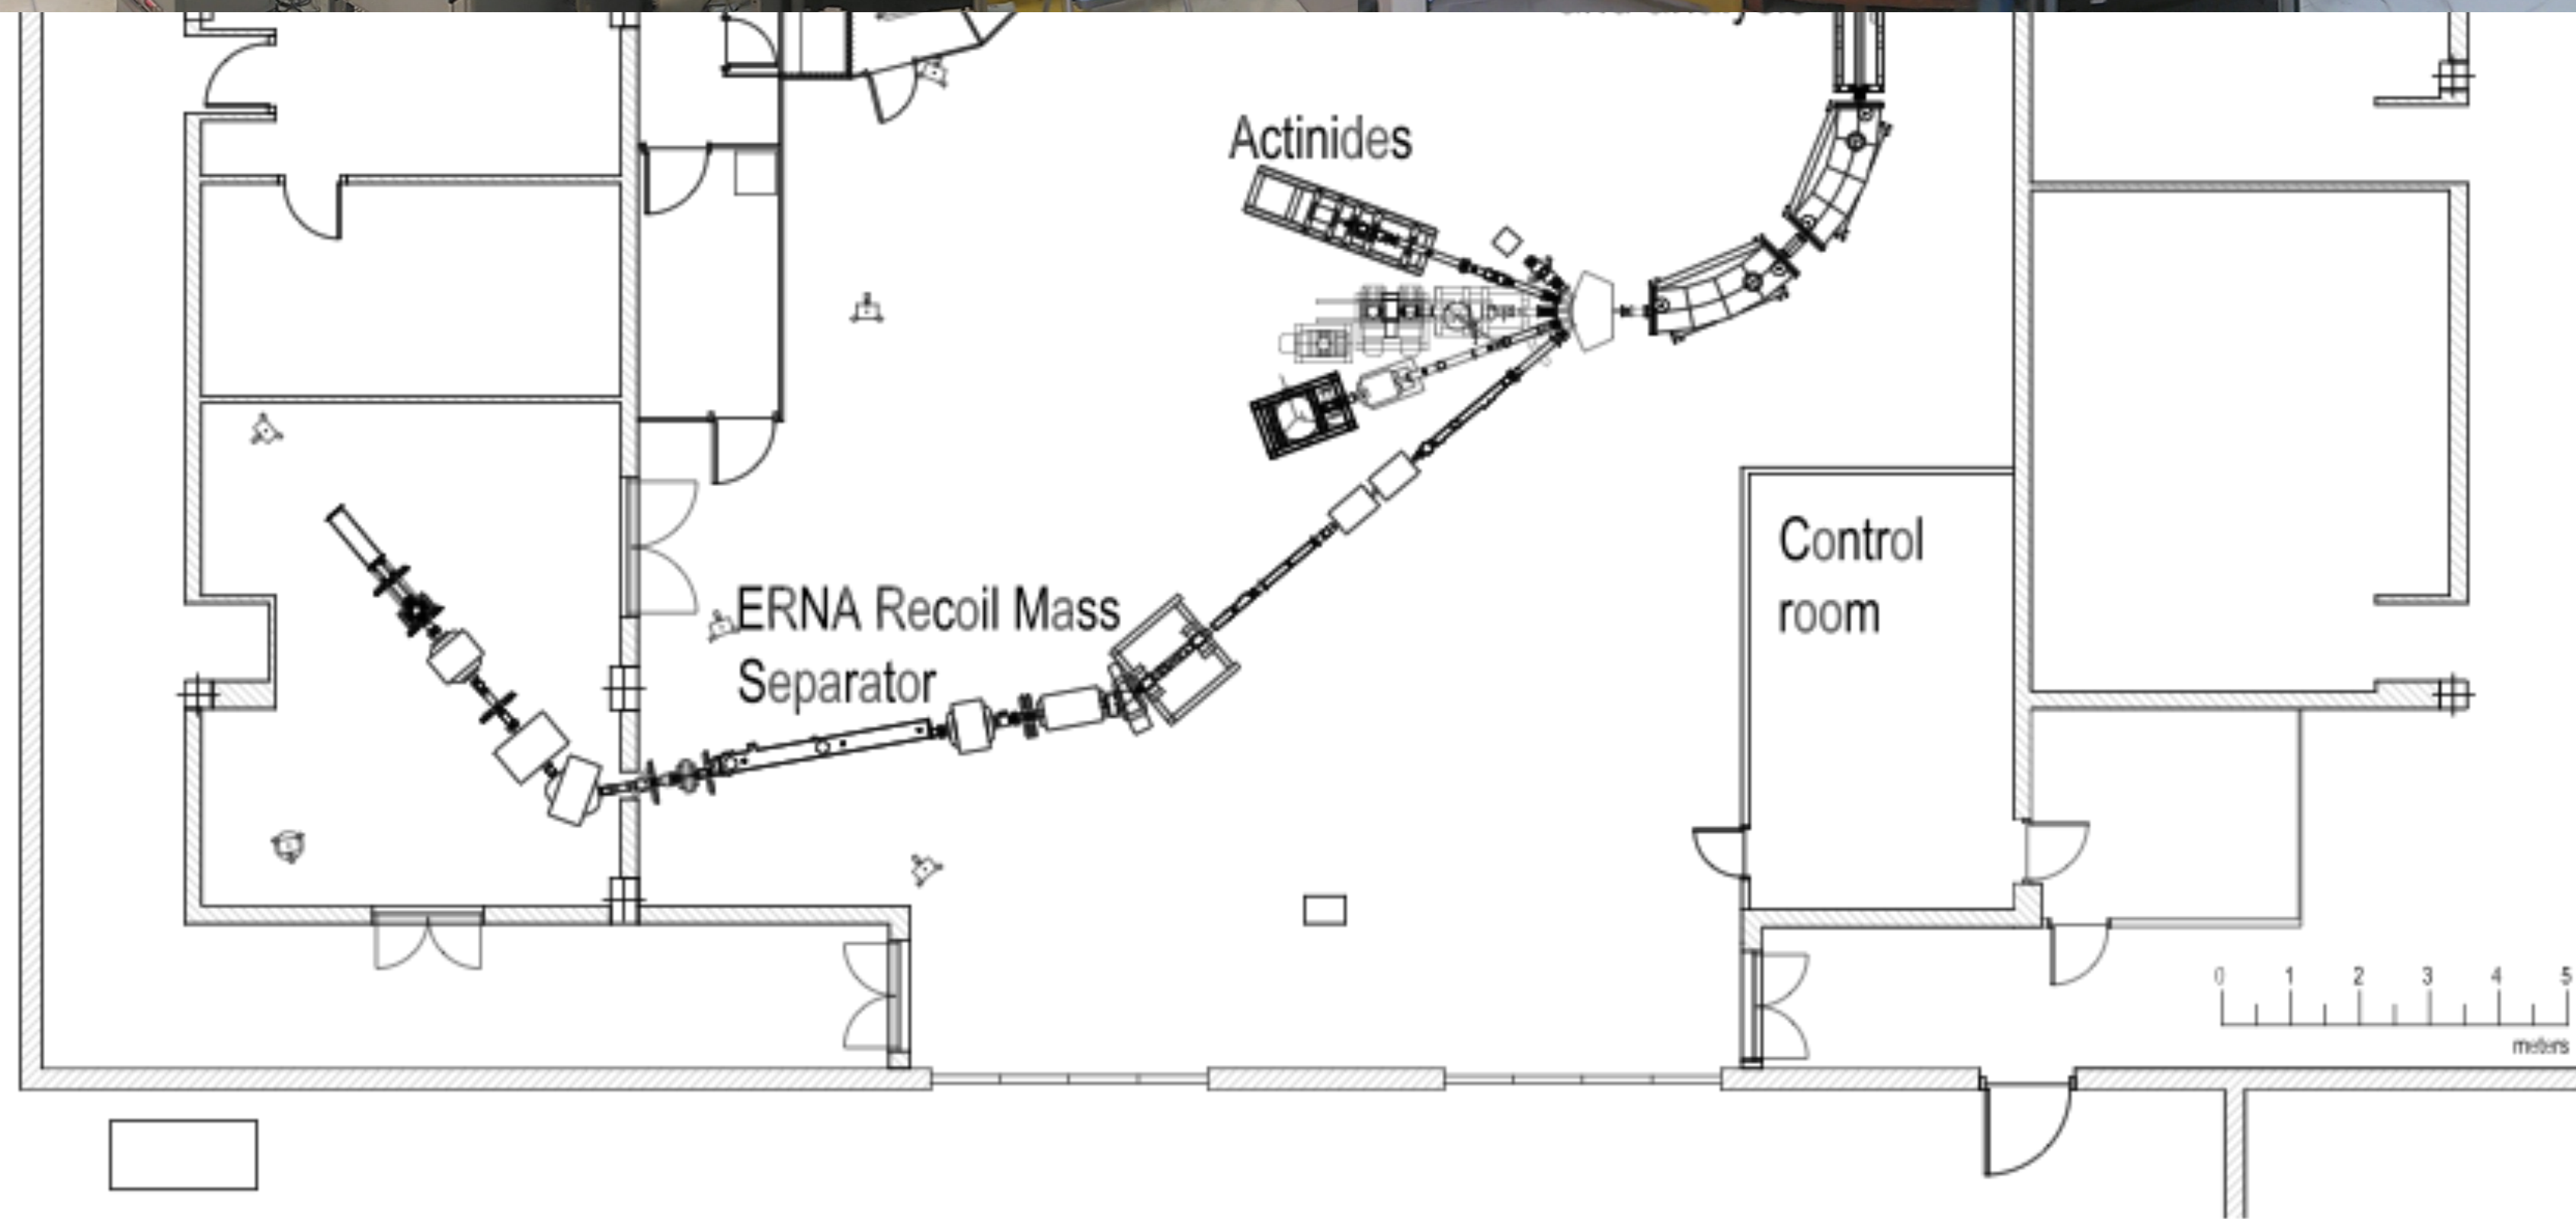 Actinides
ERNA Recoil Mass
Separator
Control
room
0 1 2 3 4 5
meters